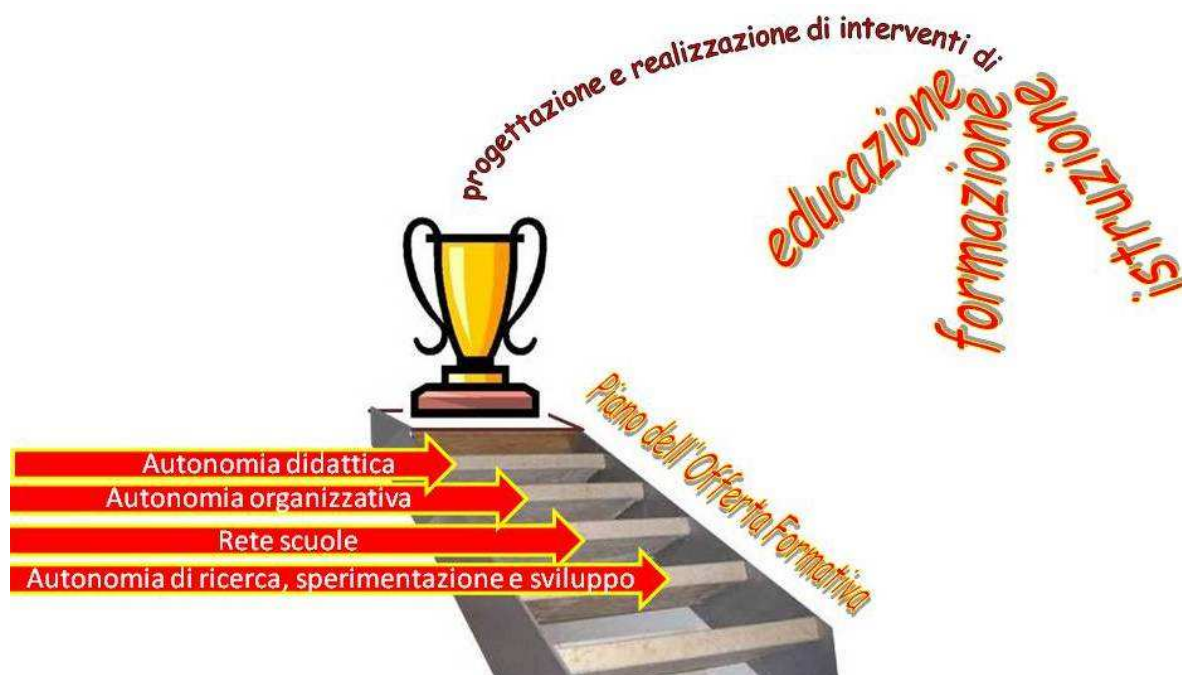 progettazione e realizzazione di interventi di
educazione
formazione
istruzione
Piano dell''Offerta Formativa
Autonomia didattica
Autonomia organizzativa
Rete scuole
Autonomia di ricerca, sperimentazione e sviluppo